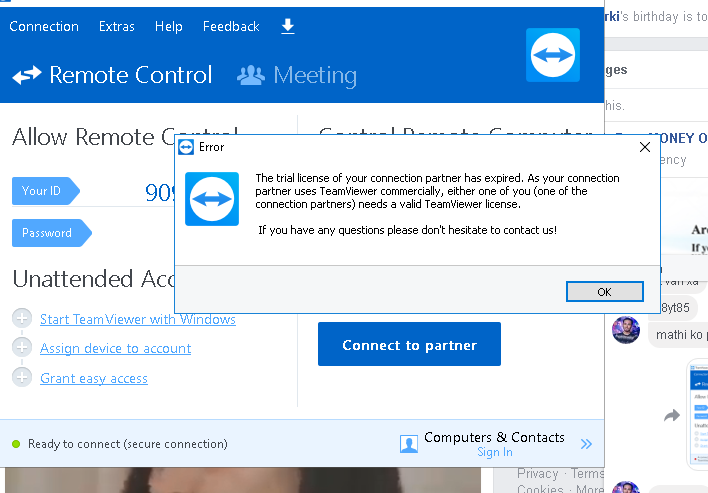 Connection Extras Help Feedback
Remote Control Meeting
Allow Remote Control
Control Remote Computer
Your ID 909
Password
Unattended Acc
Start TeamViewer with Windows
Assign device to account
Grant easy access
Connect to partner
Ready to connect (secure connection)
Computers & Contacts
Sign In
Error
The trial license of your connection partner has expired. As your connection
partner uses TeamViewer commercially, either one of you (one of the
connection partners) needs a valid TeamViewer license.
If you have any questions please don't hesitate to contact us!
OK
rki's birthday is to
ges
his.
MONEY O
ency
Are
If yo
8yt85
mathi ko p
Privacy · Terms
Cookies · More